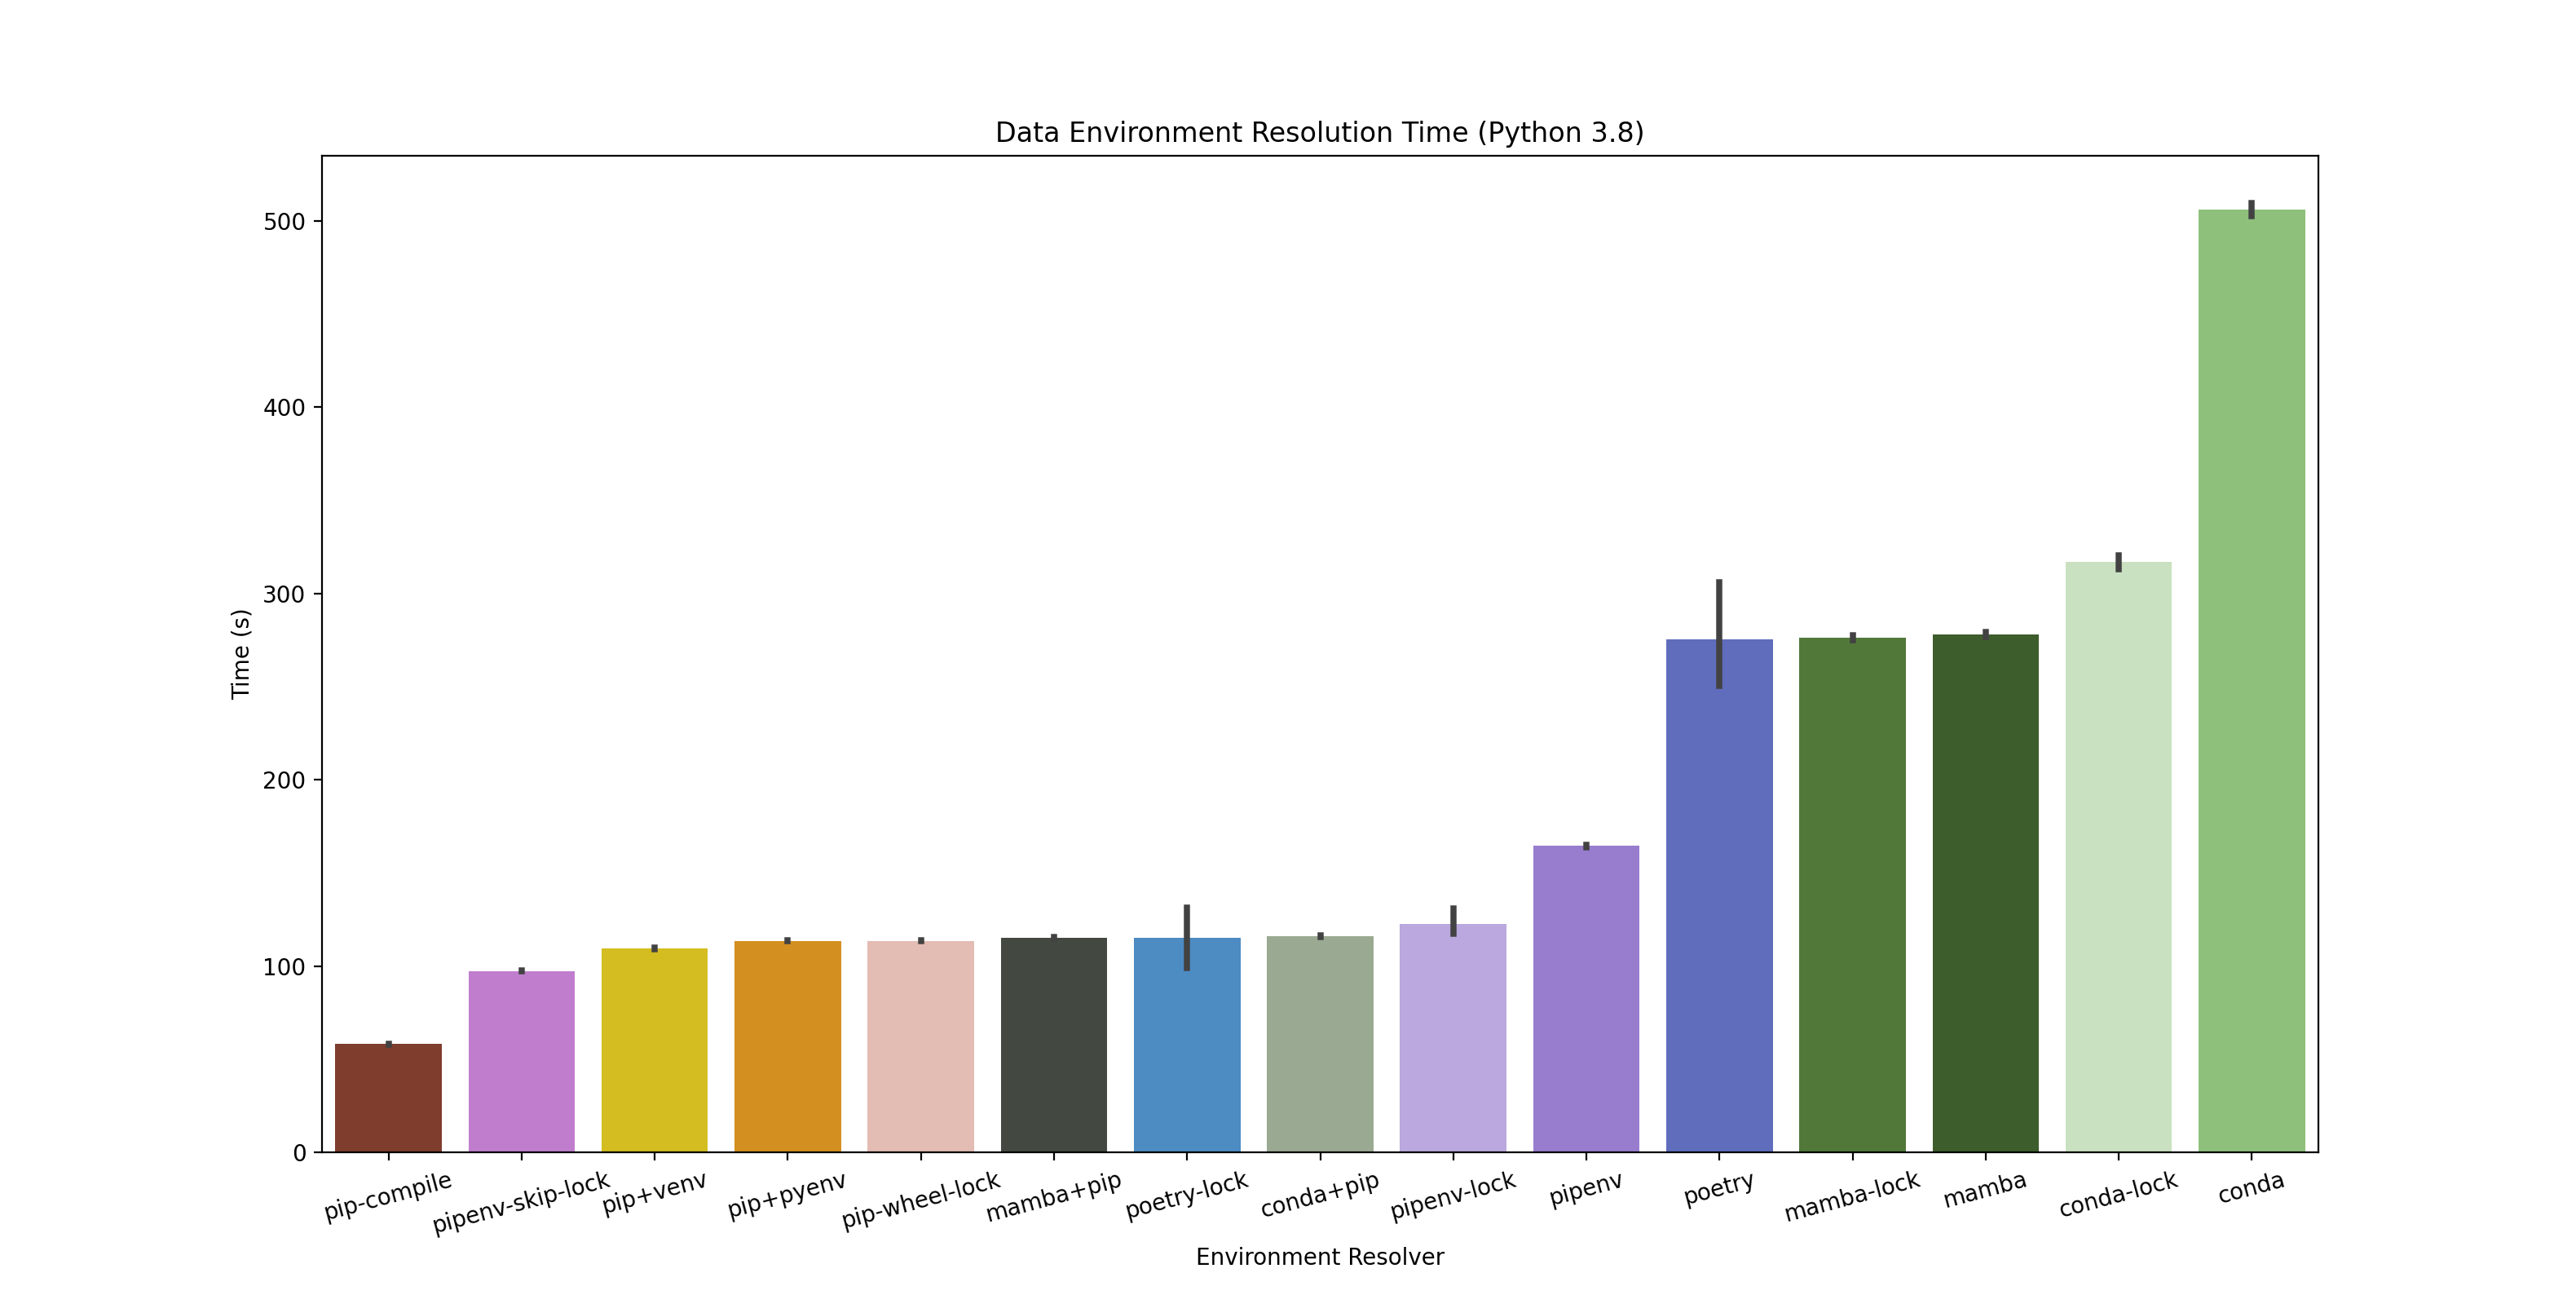 Data Environment Resolution Time (Python 3.8)
Time (s)
500
400
300
200
100
0
pip-compile
pipenv-skip-lock
pip+venv
pip+pyenv
pip-wheel-lock
mamba+pip
poetry-lock
conda+pip
pipenv-lock
pipenv
poetry
mamba-lock
mamba
conda-lock
conda
Environment Resolver